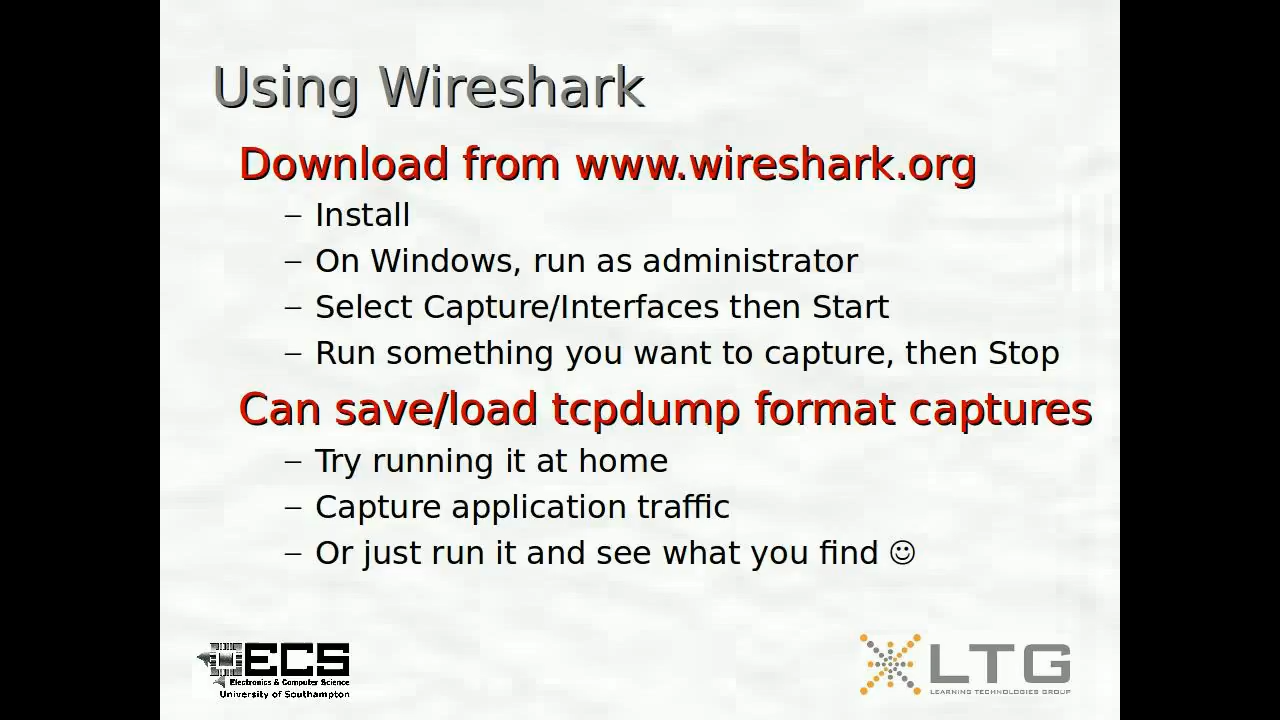 Using Wireshark
Download from www.wireshark.org
– Install
– On Windows, run as administrator
– Select Capture/Interfaces then Start
– Run something you want to capture, then Stop
Can save/load tcpdump format captures
– Try running it at home
– Capture application traffic
– Or just run it and see what you find ☺
ECS
Electronics & Computer Science
University of Southampton
LTG
LEARNING TECHNOLOGIES GROUP